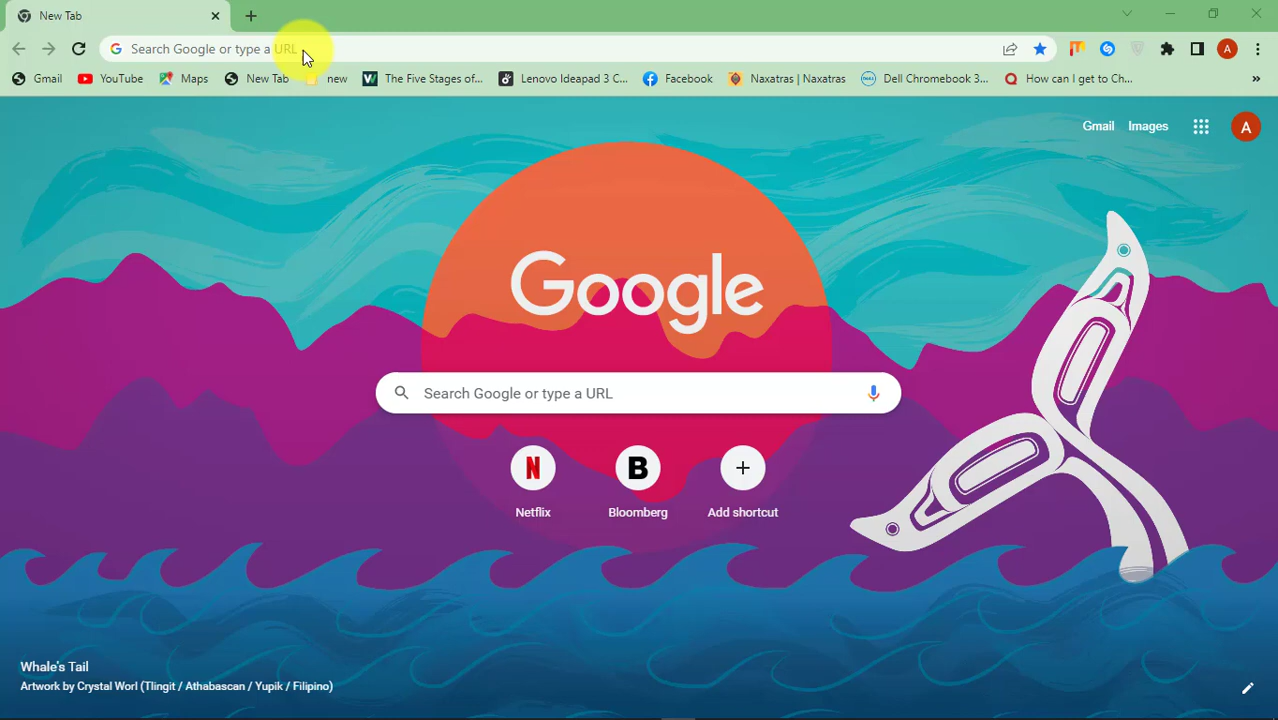 New Tab
Search Google or type a URL
Gmail YouTube Maps New Tab new The Five Stages of... Lenovo Ideapad 3 C... Facebook Naxatras | Naxatras Dell Chromebook 3... How can I get to Ch... »
Gmail Images A
Google
Search Google or type a URL
N B
Netflix Bloomberg Add shortcut
Whale's Tail
Artwork by Crystal Worl (Tlingit / Athabascan / Yupik / Filipino)